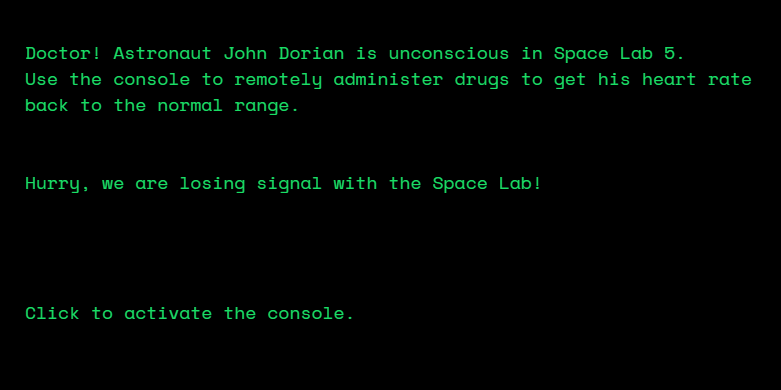 Doctor! Astronaut John Dorian is unconscious in Space Lab 5.
Use the console to remotely administer drugs to get his heart rate
back to the normal range.
Hurry, we are losing signal with the Space Lab!
Click to activate the console.